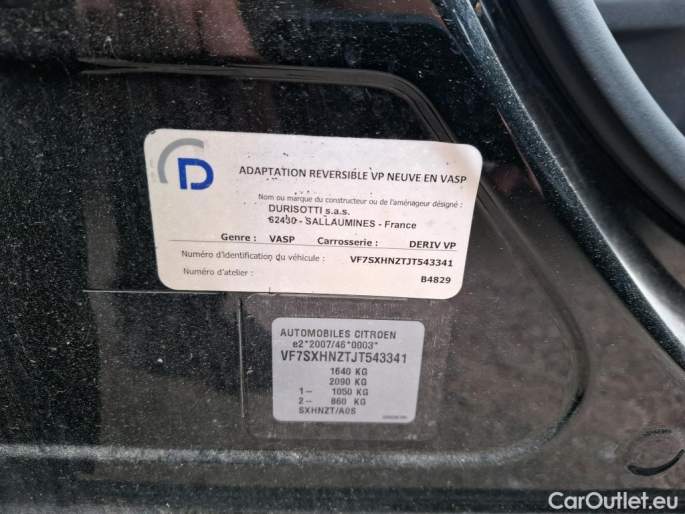 D
ADAPTATION REVERSIBLE VP NEUVE EN VASP
Nom ou marque du constructeur ou de l'aménageur désigné :
DURISOTTI s.a.s.
62430 - SALLAUMINES - France
Genre : VASP Carrosserie : DERIV VP
Numéro d'identification du véhicule : VF7SXHNZTJT543341
Numéro d'atelier : B4829
AUTOMOBILES CITROEN
e2*2007/46*0003*
VF7SXHNZTJT543341
1640 KG
2090 KG
1– 1050 KG
2– 860 KG
SXHNZT/A0S
CarOutlet.eu